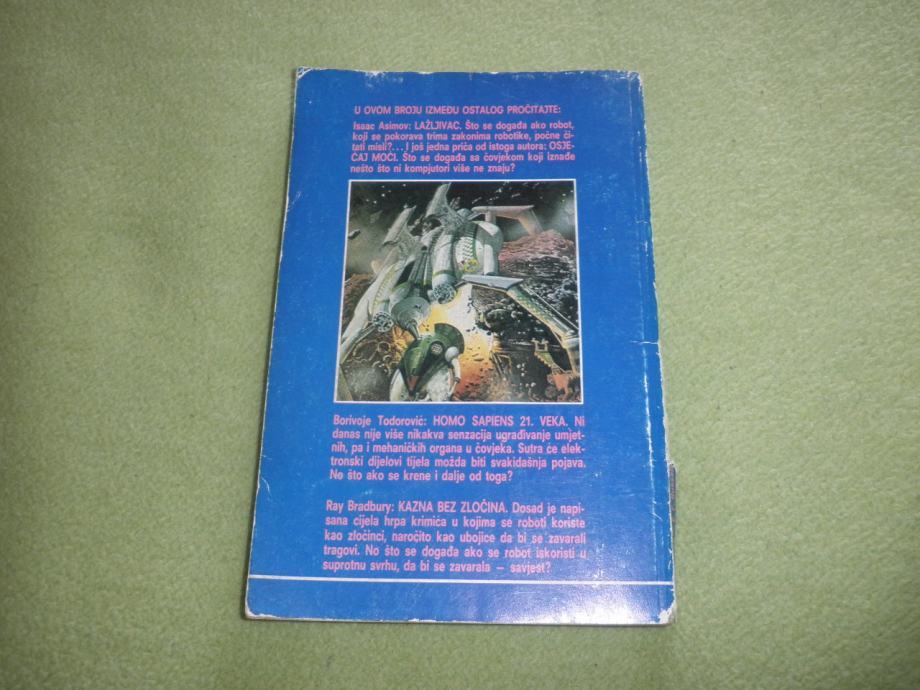 U OVOM BROJU IZMEĐU OSTALOG PROČITAJTE:
Isaac Asimov: LAŽLJIVAC. Što se događa ako robot,
koji se pokorava trima zakonima robotike, počne či-
tati misli?... I još jedna priča od istoga autora: OSJE-
ĆAJ MOĆI. Što se događa sa čovjekom koji iznađe
nešto što ni kompjutori više ne znaju?
Borivoje Todorović: HOMO SAPIENS 21. VEKA. Ni
danas nije više nikakva senzacija ugrađivanje umjet-
nih, pa i mehaničkih organa u čovjeka. Sutra će elek-
tronski dijelovi tijela možda biti svakidašnja pojava.
No što ako se krene i dalje od toga?
Ray Bradbury: KAZNA BEZ ZLOČINA. Dosad je napi-
sana cijela hrpa krimića u kojima se roboti koriste
kao zločinci, naročito kao ubojice da bi se zavarali
tragovi. No što se događa ako se robot iskoristi u
suprotnu svrhu, da bi se zavarala — savjest?